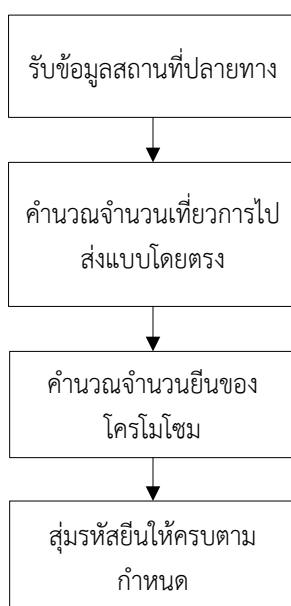 รับข้อมูลสถานที่ปลายทาง
คำนวณจำนวนเที่ยวการไป
ส่งแบบโดยตรง
คำนวณจำนวนยีนของ
โครโมโซม
สุ่มรหัสยีนให้ครบตาม
กำหนด